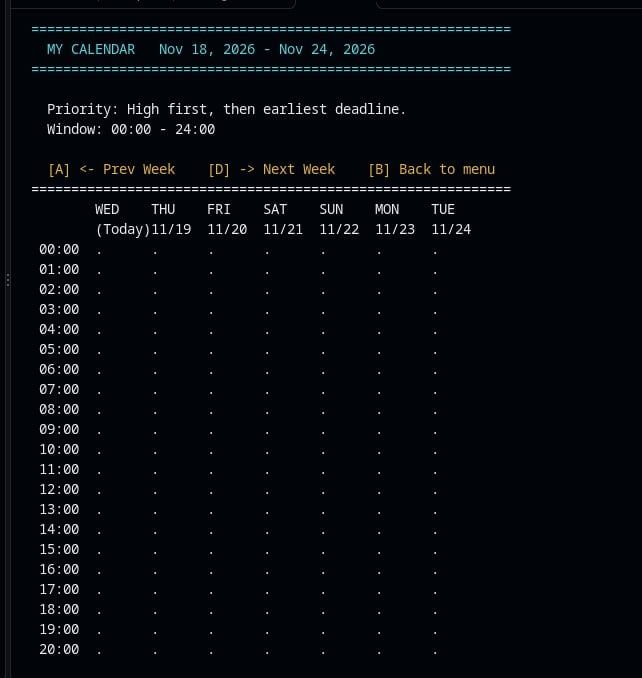 ============================================================
MY CALENDAR   Nov 18, 2026 - Nov 24, 2026
============================================================
Priority: High first, then earliest deadline.
Window: 00:00 - 24:00
[A] <- Prev Week    [D] -> Next Week    [B] Back to menu
============================================================
WED    THU    FRI    SAT    SUN    MON    TUE
(Today)11/19  11/20  11/21  11/22  11/23  11/24
00:00  .      .      .      .      .      .      .
01:00  .      .      .      .      .      .      .
02:00  .      .      .      .      .      .      .
03:00  .      .      .      .      .      .      .
04:00  .      .      .      .      .      .      .
05:00  .      .      .      .      .      .      .
06:00  .      .      .      .      .      .      .
07:00  .      .      .      .      .      .      .
08:00  .      .      .      .      .      .      .
09:00  .      .      .      .      .      .      .
10:00  .      .      .      .      .      .      .
11:00  .      .      .      .      .      .      .
12:00  .      .      .      .      .      .      .
13:00  .      .      .      .      .      .      .
14:00  .      .      .      .      .      .      .
15:00  .      .      .      .      .      .      .
16:00  .      .      .      .      .      .      .
17:00  .      .      .      .      .      .      .
18:00  .      .      .      .      .      .      .
19:00  .      .      .      .      .      .      .
20:00  .      .      .      .      .      .      .